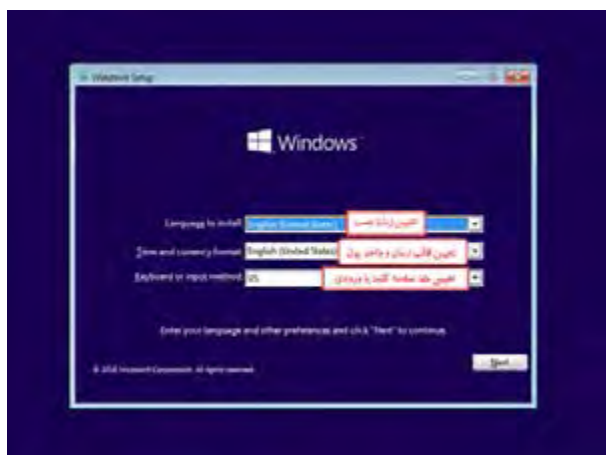 Windows Setup
Windows
Language to install: English (United States) تعیین زبان نصب
Time and currency format: English (United States) تعیین قالب زمان و واحد پول
Keyboard or input method: US تعیین صفحه کلید یا ورودی
Enter your language and other preferences and click "Next" to continue.
© Microsoft Corporation. All rights reserved.
Next